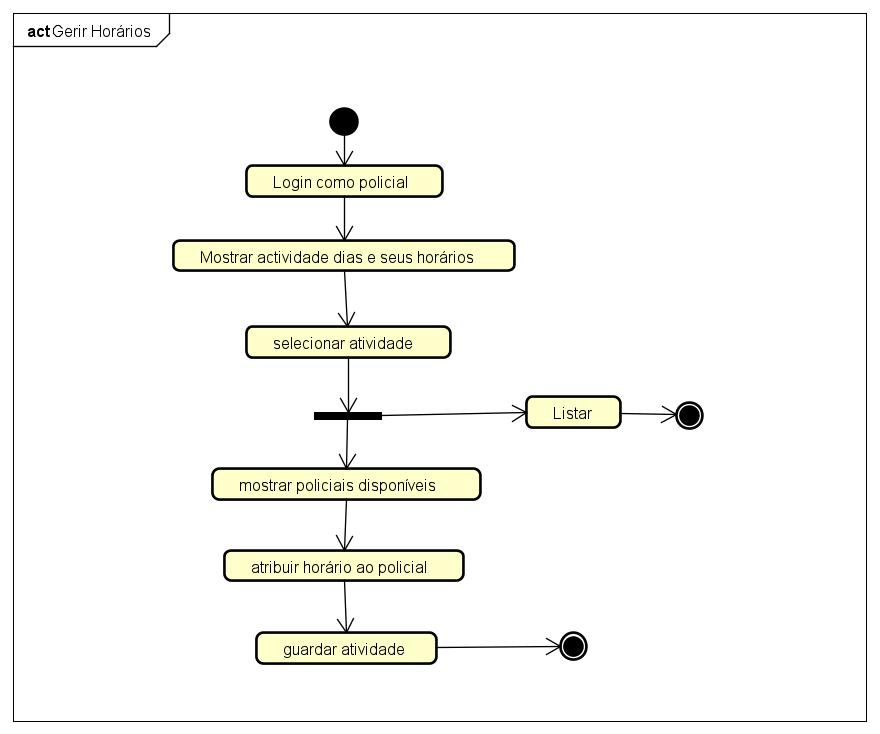 act Gerir Horários
Login como policial
Mostrar actividade dias e seus horários
selecionar atividade
Listar
mostrar policiais disponíveis
atribuir horário ao policial
guardar atividade